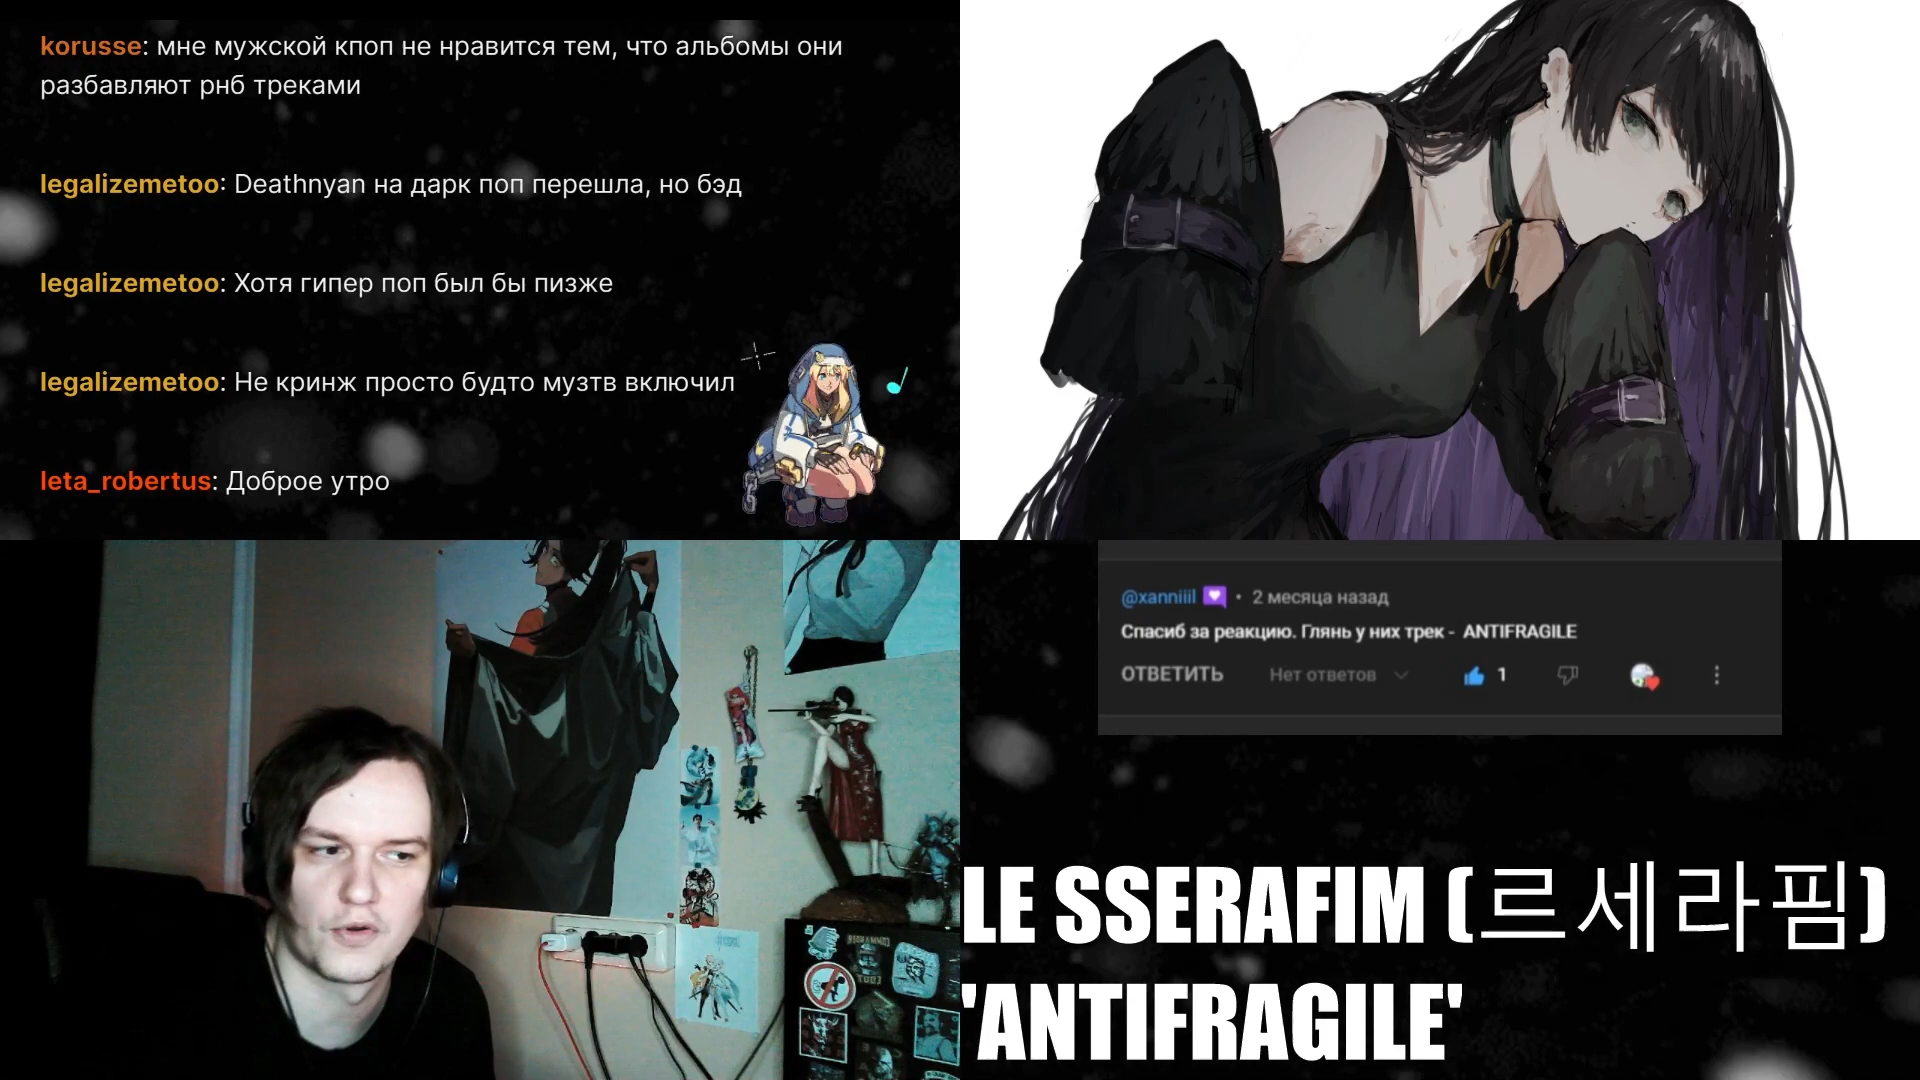 korusse: мне мужской кпоп не нравится тем, что альбомы они
разбавляют рнб треками
legalizemetoo: Deathnyan на дарк поп перешла, но бэд
legalizemetoo: Хотя гипер поп был бы пизже
legalizemetoo: Не кринж просто будто музтв включил
leta_robertus: Доброе утро
@xanniiil • 2 месяца назад
Спасиб за реакцию. Глянь у них трек - ANTIFRAGILE
ОТВЕТИТЬ Нет ответов 1
LE SSERAFIM (르세라핌)
'ANTIFRAGILE'